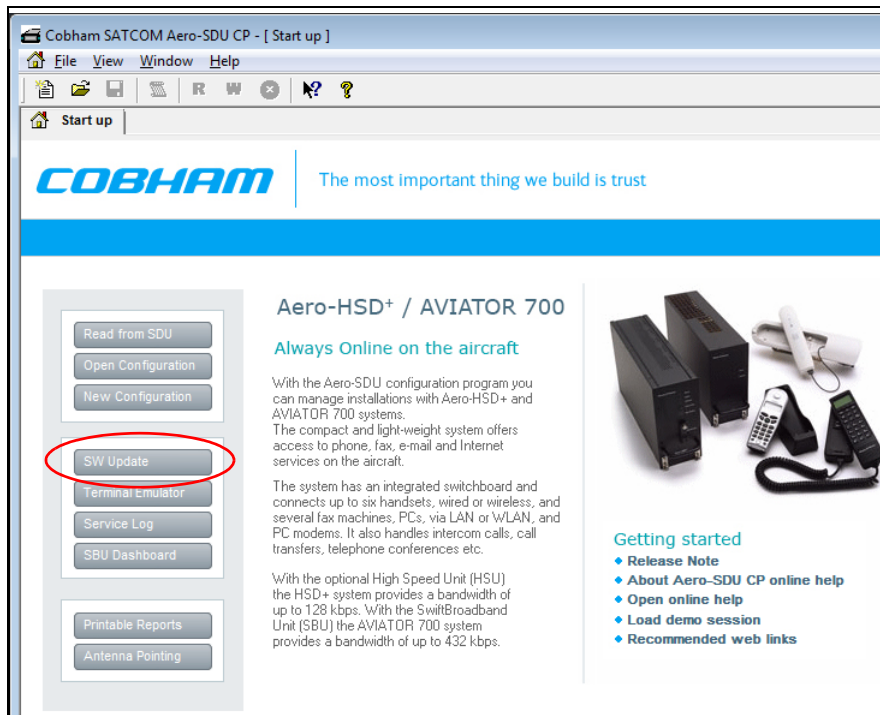 Cobham SATCOM Aero-SDU CP - [ Start up ]
File View Window Help
R W
Start up
COBHAM
The most important thing we build is trust
Read from SDU
Open Configuration
New Configuration
SW Update
Terminal Emulator
Service Log
SBU Dashboard
Printable Reports
Antenna Pointing
Aero-HSD+ / AVIATOR 700
Always Online on the aircraft
With the Aero-SDU configuration program you
can manage installations with Aero-HSD+ and
AVIATOR 700 systems.
The compact and light-weight system offers
access to phone, fax, e-mail and Internet
services on the aircraft.
The system has an integrated switchboard and
connects up to six handsets, wired or wireless, and
several fax machines, PCs, via LAN or WLAN, and
PC modems. It also handles intercom calls, call
transfers, telephone conferences etc.
With the optional High Speed Unit (HSU)
the HSD+ system provides a bandwidth of
up to 128 kbps. With the SwiftBroadband
Unit (SBU) the AVIATOR 700 system
provides a bandwidth of up to 432 kbps.
Getting started
Release Note
About Aero-SDU CP online help
Open online help
Load demo session
Recommended web links